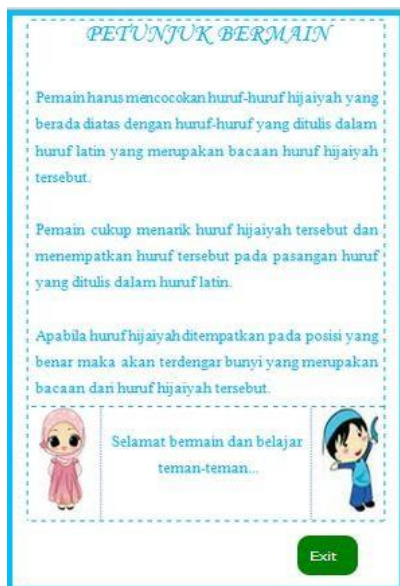 PETUNJUK BERMAIN
Pemain harus mencocokan huruf-huruf hijaiyah yang
berada diatas dengan huruf-huruf yang ditulis dalam
huruf latin yang merupakan bacaan huruf hijaiyah
tersebut.
Pemain cukup menarik huruf hijaiyah tersebut dan
menempatkan huruf tersebut pada pasangan huruf
yang ditulis dalam huruf latin.
Apabila huruf hijaiyah ditempatkan pada posisi yang
benar maka akan terdengar bunyi yang merupakan
bacaan dari huruf hijaiyah tersebut.
Selamat bermain dan belajar
teman-teman...
Exit